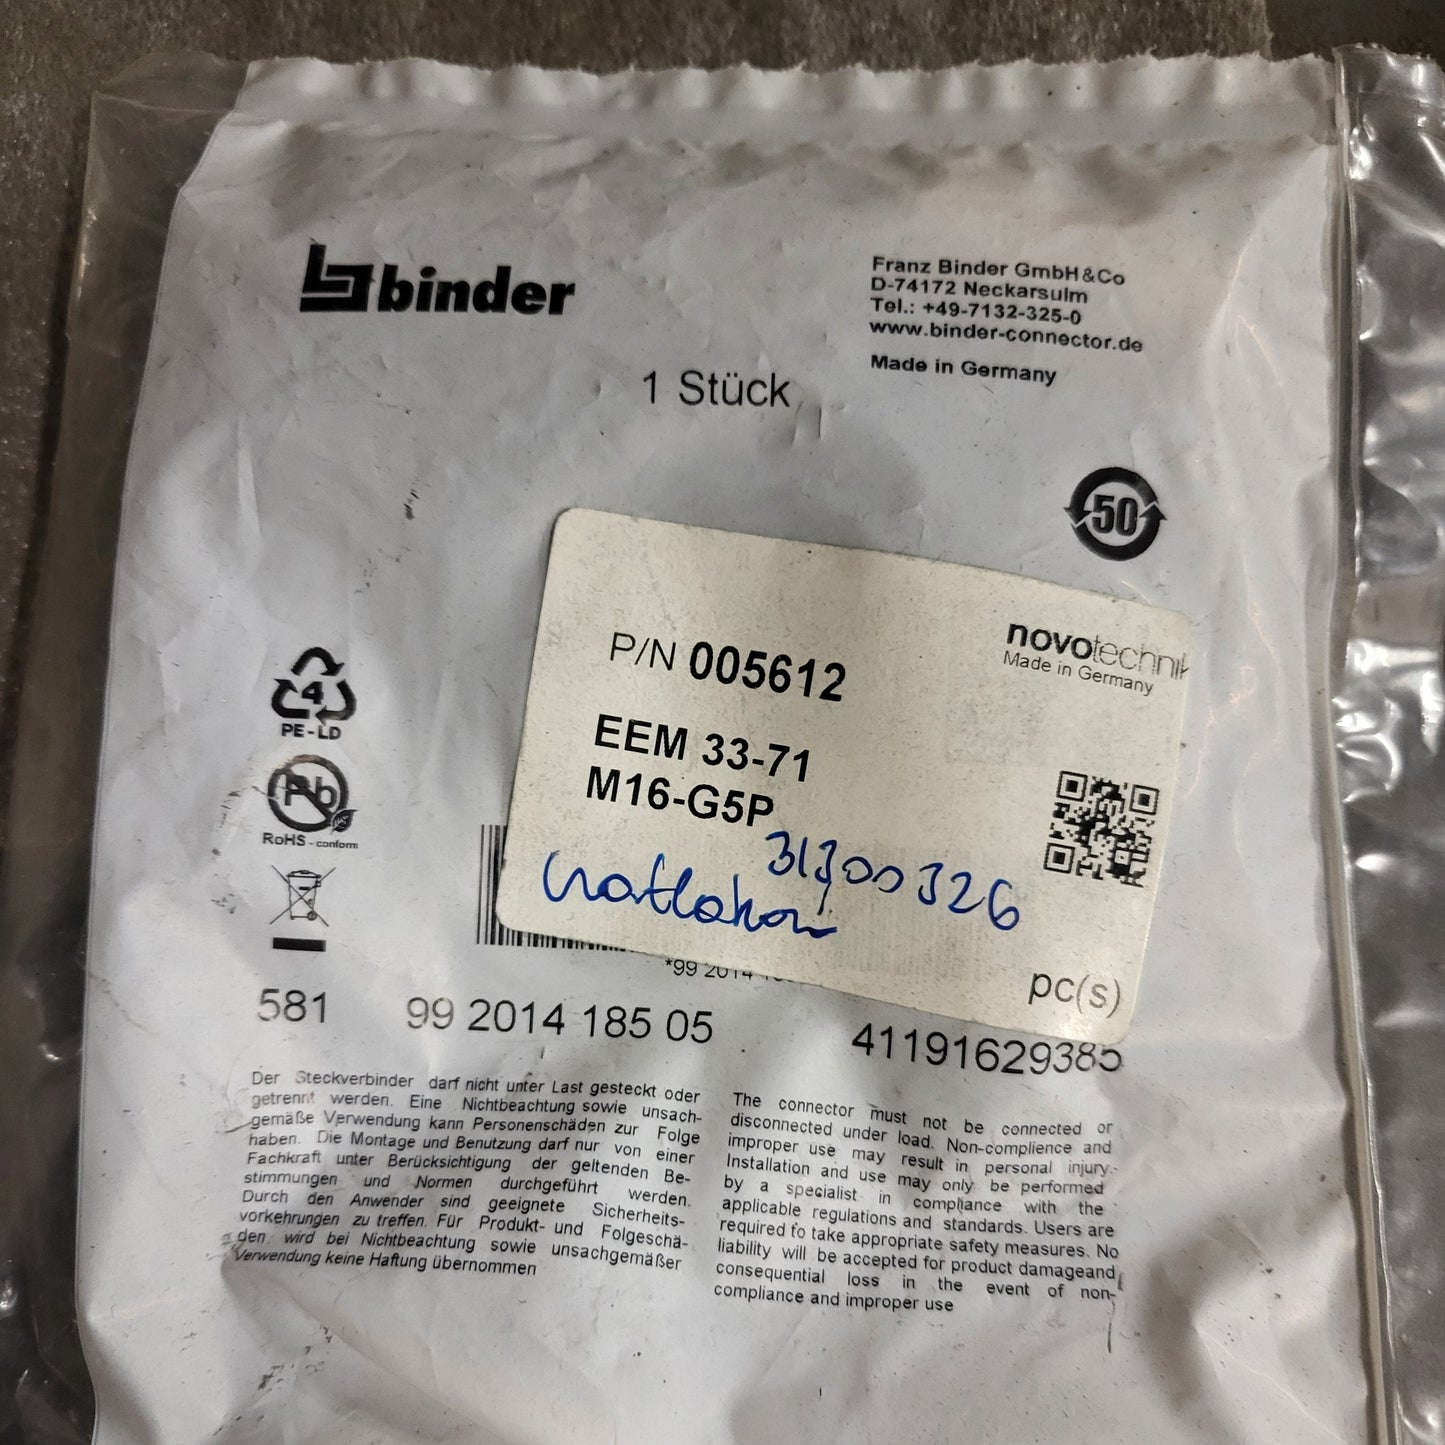 binder
Franz Binder GmbH&Co
D-74172 Neckarsulm
Tel.: +49-7132-325-0
www.binder-connector.de
Made in Germany
1 Stück
50
novotechnik
Made in Germany
P/N 005612
EEM 33-71
M16-G5P
31300326
pc(s)
4
PE-LD
Pb
RoHS - conform
*99 2014
581 99 2014 185 05 41191629385
Der Steckverbinder darf nicht unter Last gesteckt oder
getrennt werden. Eine Nichtbeachtung sowie unsach-
gemäße Verwendung kann Personenschäden zur Folge
haben. Die Montage und Benutzung darf nur von einer
Fachkraft unter Berücksichtigung der geltenden Be-
stimmungen und Normen durchgeführt werden.
Durch den Anwender sind geeignete Sicherheits-
vorkehrungen zu treffen. Für Produkt- und Folgeschä-
den wird bei Nichtbeachtung sowie unsachgemäßer
Verwendung keine Haftung übernommen
The connector must not be connected or
disconnected under load. Non-complience and
improper use may result in personal injury.
Installation and use may only be performed
by a specialist in compliance with the
applicable regulations and standards. Users are
required to take appropriate safety measures. No
liability will be accepted for product damageand
consequential loss in the event of non-
compliance and improper use